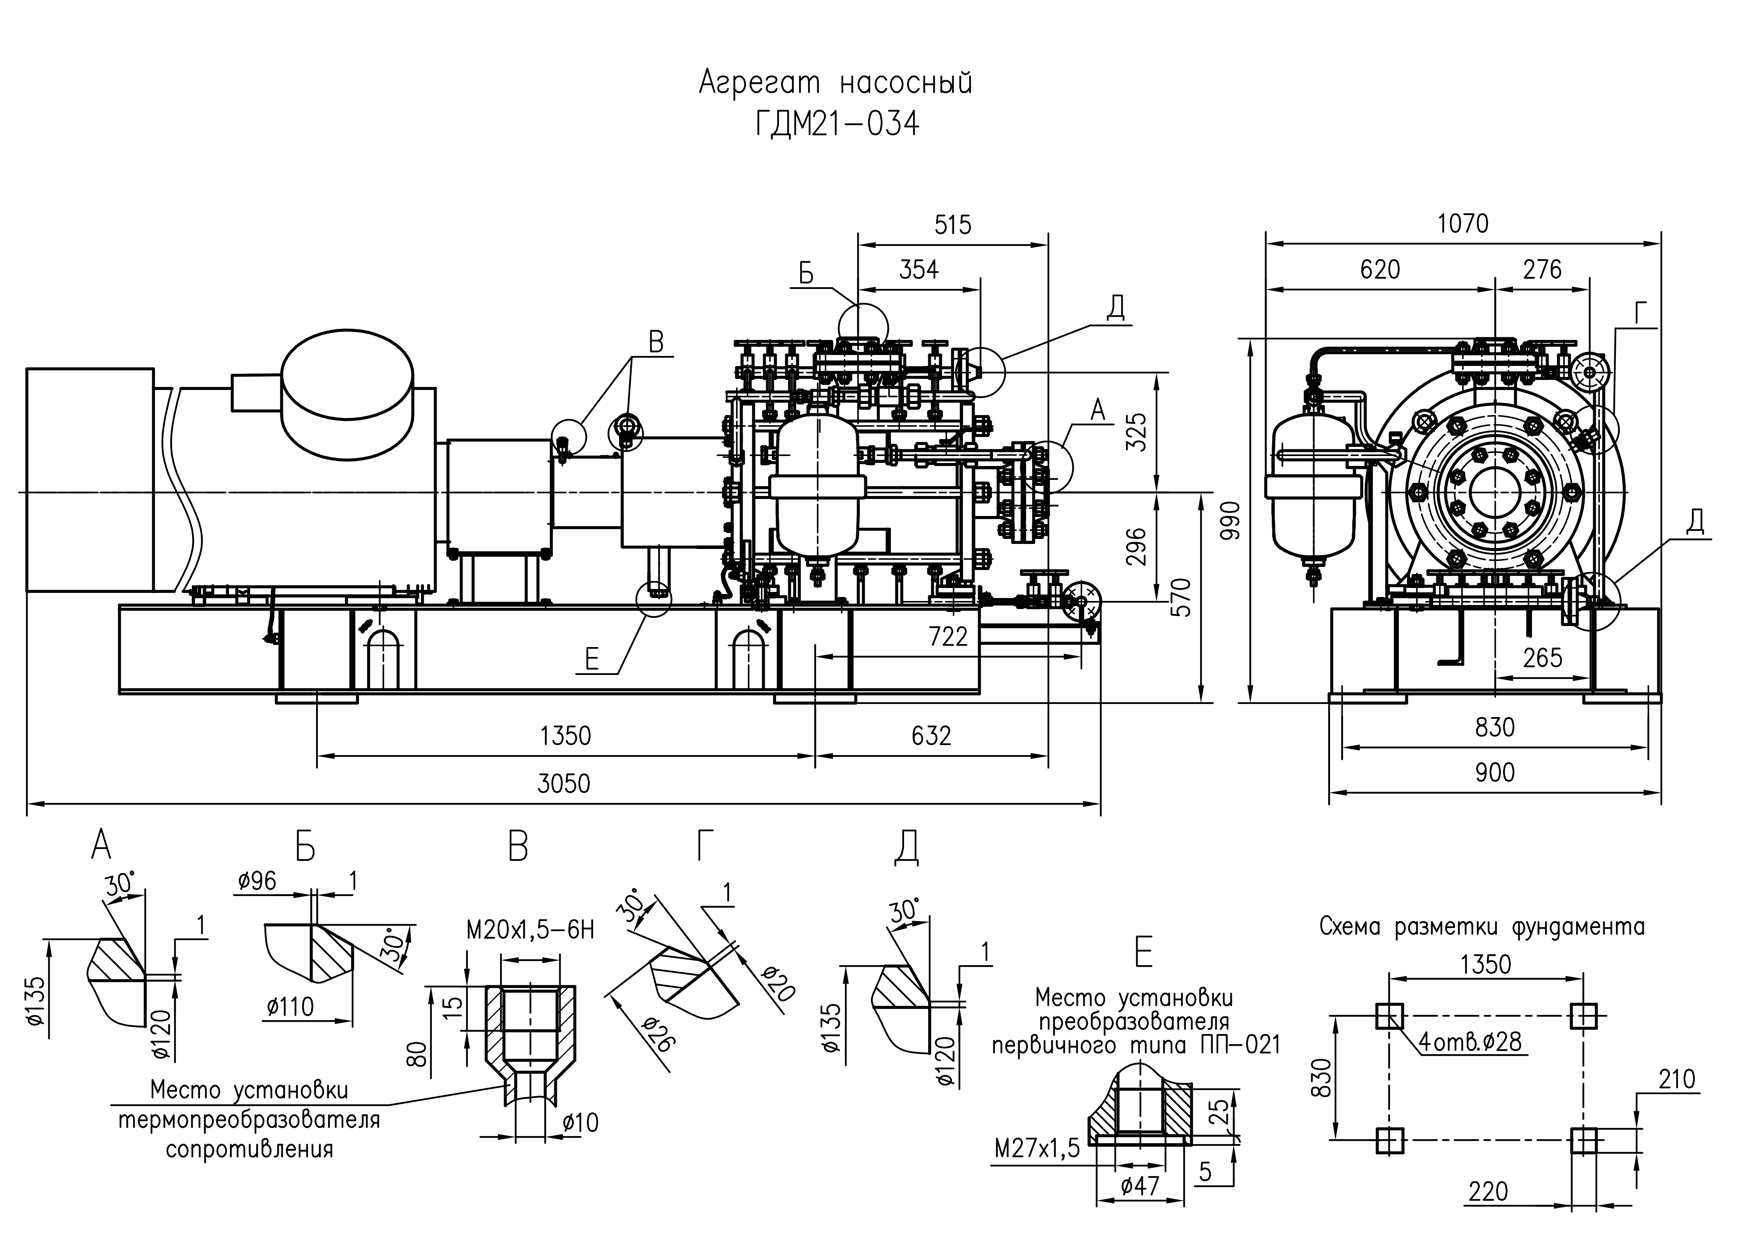 Агрегат насосный
ГДМ21-034
515
354
Б
Д
В
А
325
296
570
722
Е
1350
632
3050
1070
620
276
Г
990
Д
265
830
900
А
30°
1
ø135
ø120
Б
ø96
1
30°
ø110
В
М20х1,5-6Н
15
80
ø10
Место установки
термопреобразователя
сопротивления
Г
30°
1
ø20
ø26
Д
30°
1
ø135
ø120
Е
Место установки
преобразователя
первичного типа ПП-021
М27х1,5
25
5
ø47
Схема разметки фундамента
1350
4отв.ø28
830
210
220